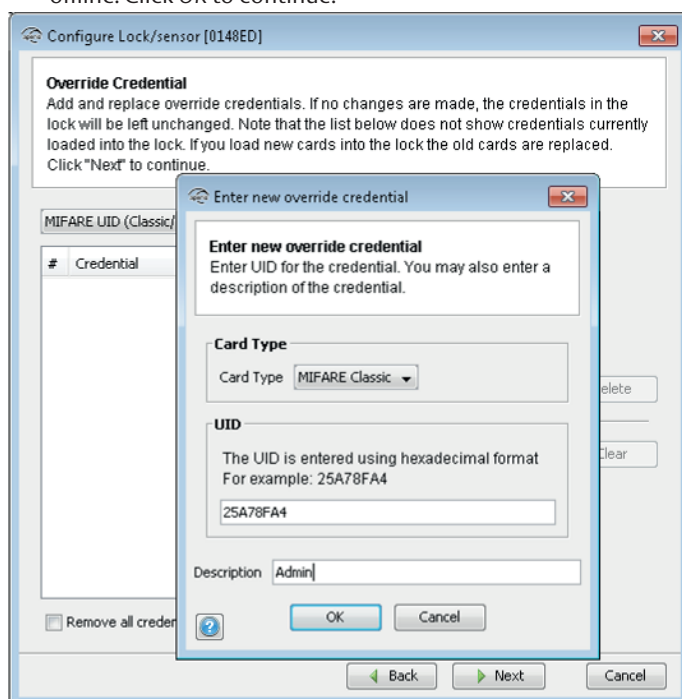 offline. Click OK to continue.
Configure Lock/sensor [0148ED]
Override Credential
Add and replace override credentials. If no changes are made, the credentials in the
lock will be left unchanged. Note that the list below does not show credentials currently
loaded into the lock. If you load new cards into the lock the old cards are replaced.
Click "Next" to continue.
Enter new override credential
MIFARE UID (Classic/
# Credential
Enter new override credential
Enter UID for the credential. You may also enter a
description of the credential.
Card Type
Card Type MIFARE Classic
elete
UID
The UID is entered using hexadecimal format
For example: 25A78FA4
Clear
25A78FA4
Description Admin
OK Cancel
Remove all creder
Back Next Cancel